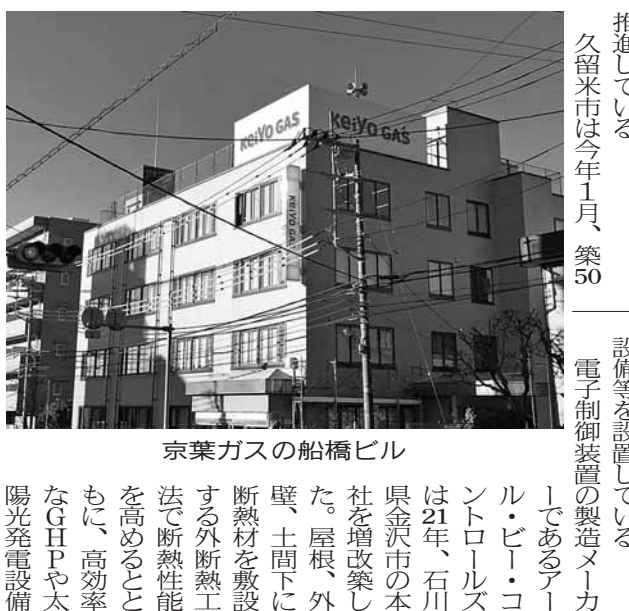 推進している
久留米市は今年1月、築50
設備等を設置している
電子制御装置の製造メーカ
ーであるアー
ル・ビー・コ
ントロールズ
は21年、石川
県金沢市の本
社を増改築し
た。屋根、外
壁、土間下に
断熱材を敷設
する外断熱工
法で断熱性能
を高めるとと
もに、高効率
なGHPや太
陽光発電設備
KeiYO GAS
KeiYO GAS
KeiYO GAS
京葉ガスの船橋ビル